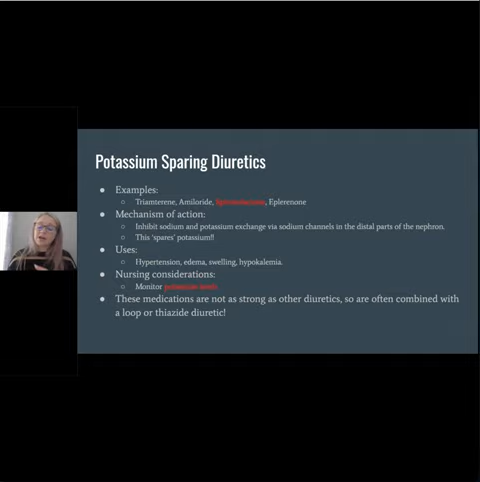 Potassium Sparing Diuretics
Examples:
Triamterene, Amiloride, Spironolactone, Eplerenone
Mechanism of action:
Inhibit sodium and potassium exchange via sodium channels in the distal parts of the nephron.
This 'spares' potassium!!
Uses:
Hypertension, edema, swelling, hypokalemia.
Nursing considerations:
Monitor
These medications are not as strong as other diuretics, so are often combined with
a loop or thiazide diuretic!